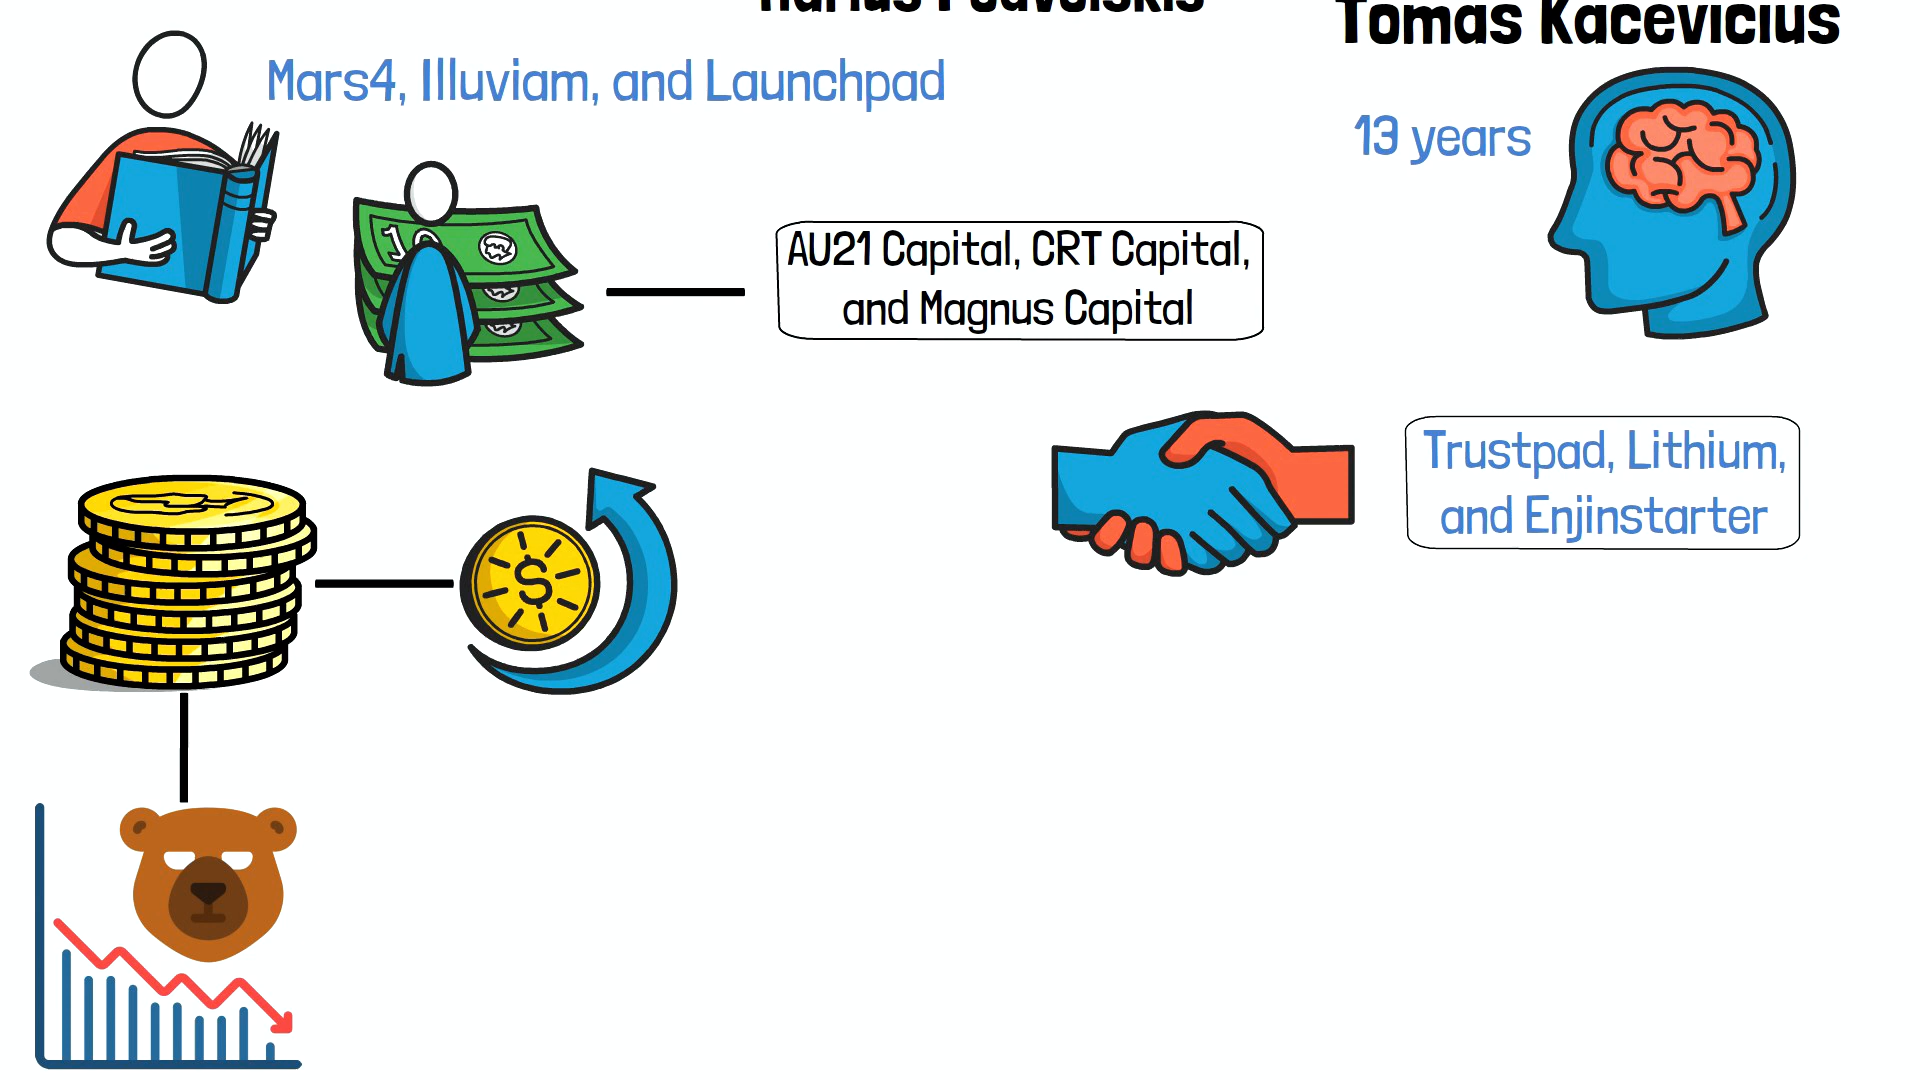 Tomas Kacevicius
Mars4, Illuviam, and Launchpad
13 years
AU21 Capital, CRT Capital,
and Magnus Capital
Trustpad, Lithium,
and Enjinstarter